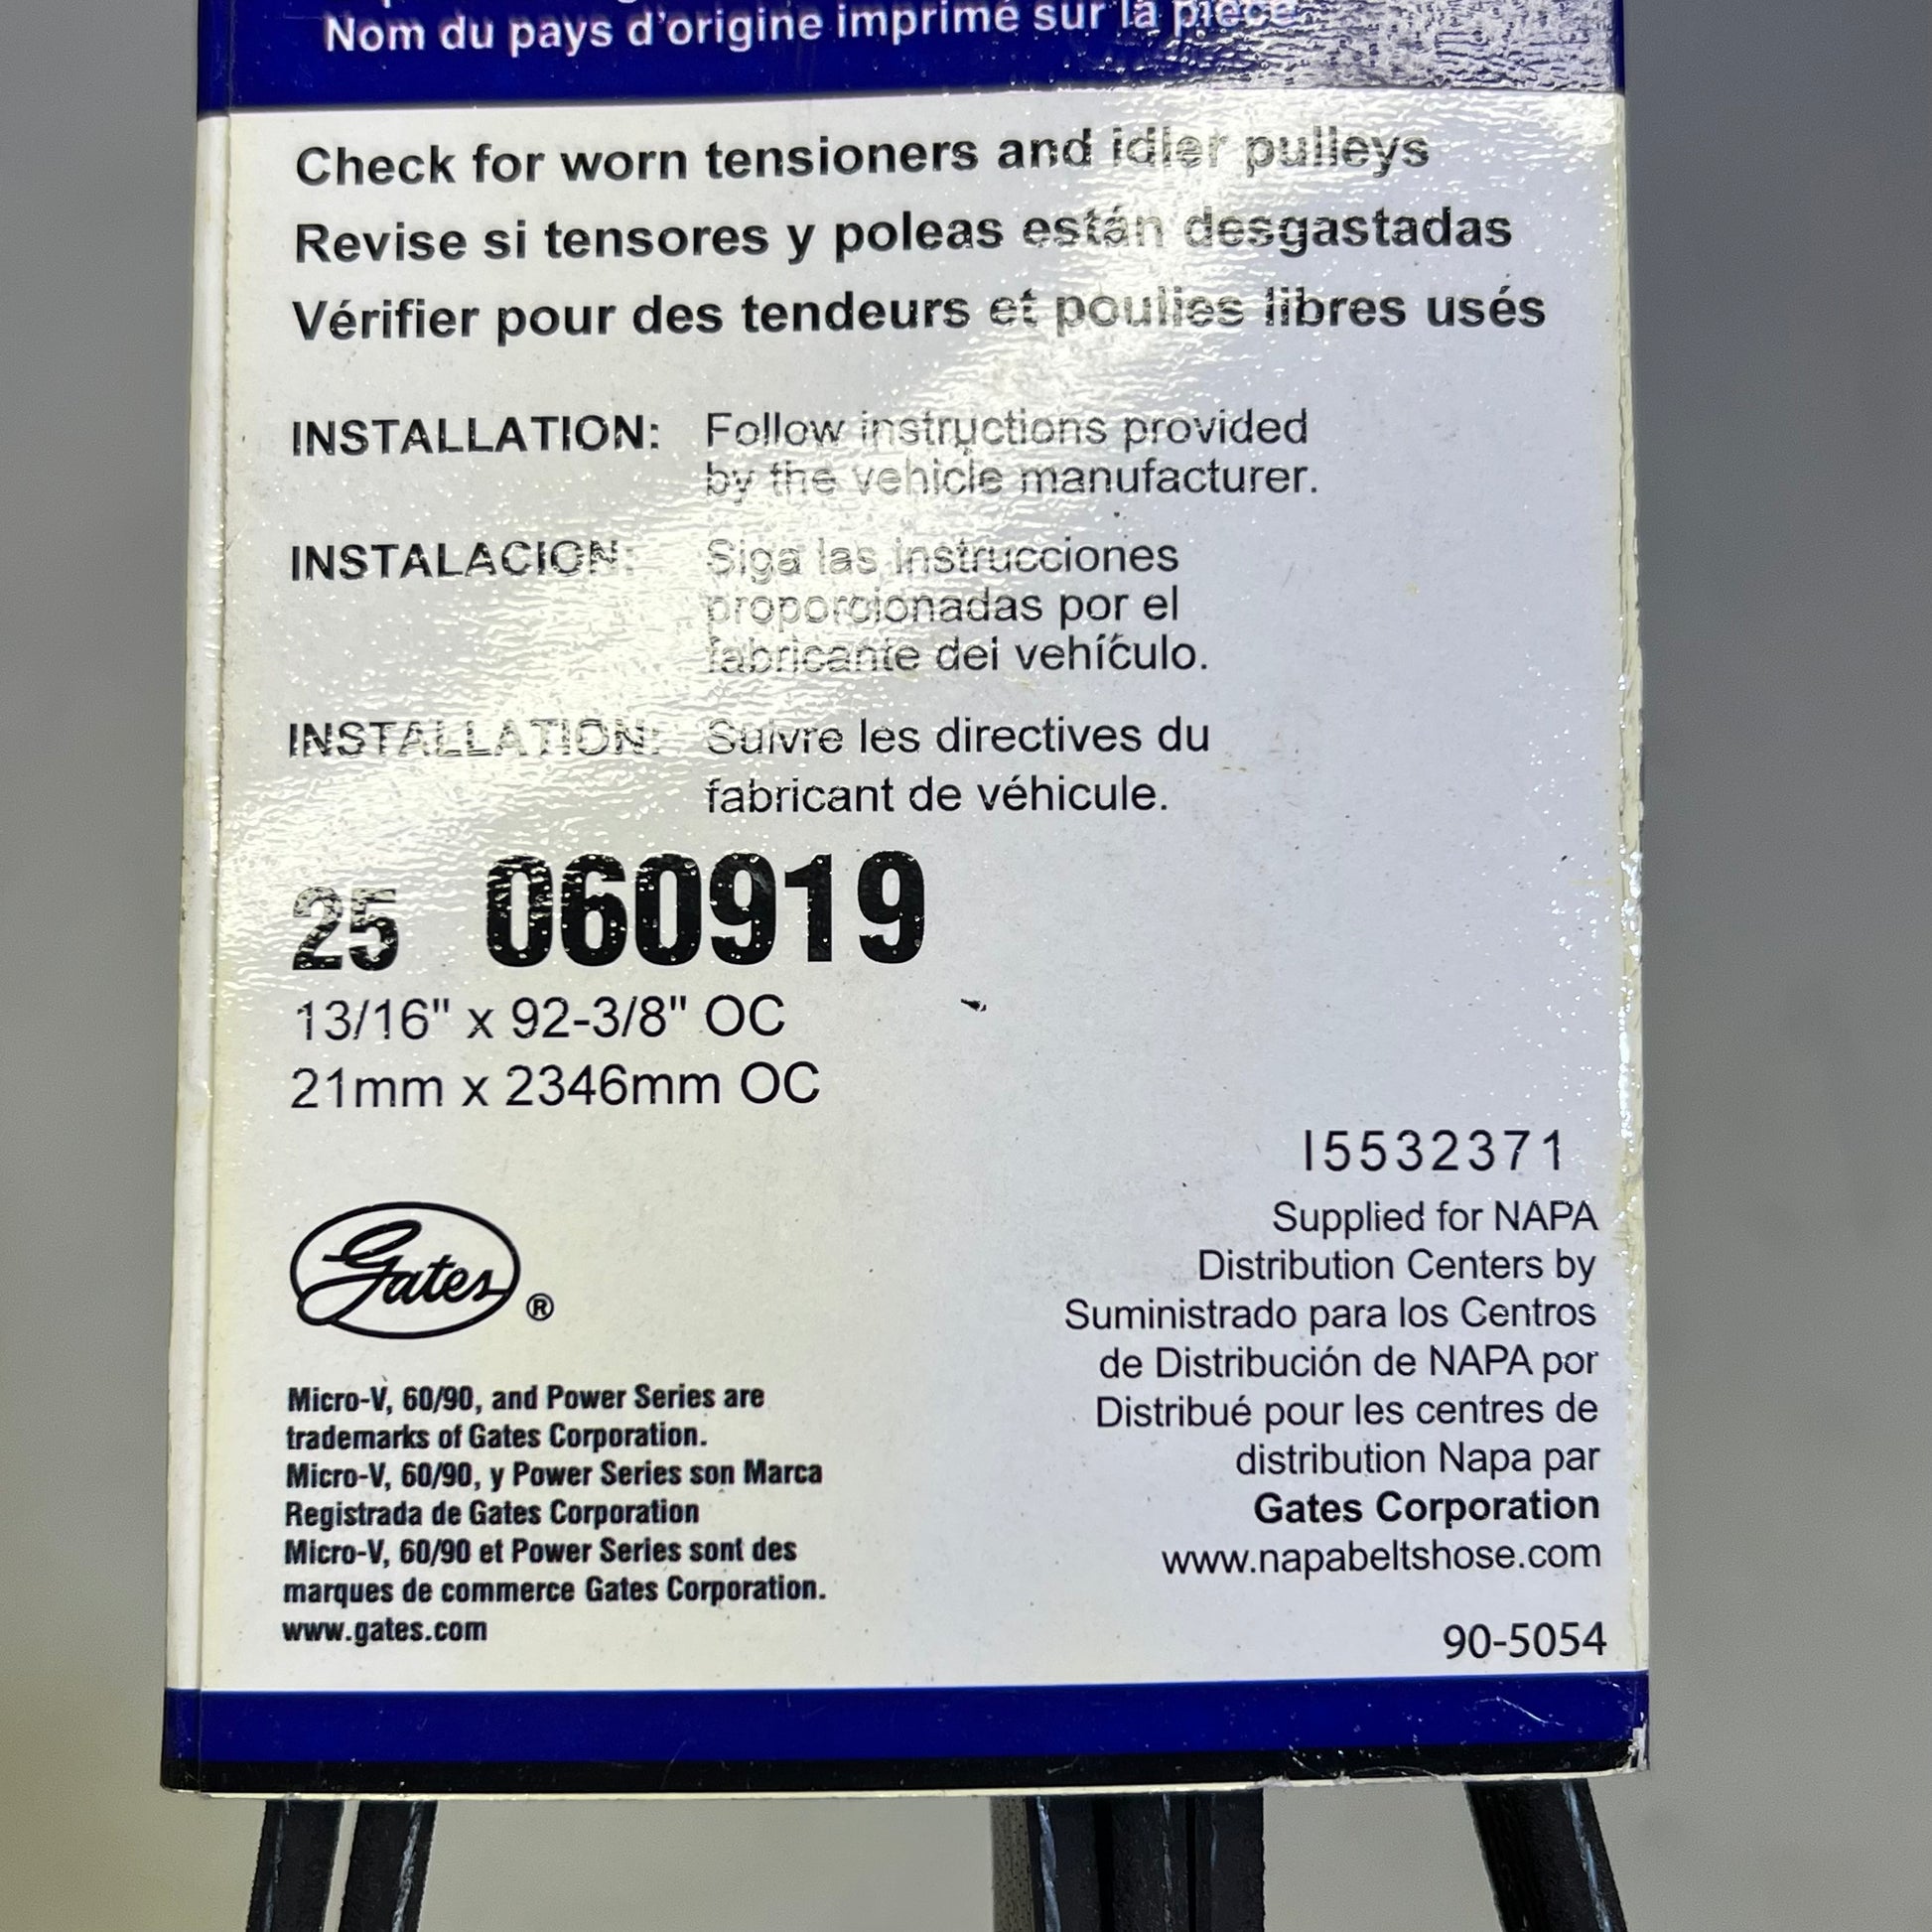 Nom du pays d'origine imprimé sur la pièce
Check for worn tensioners and idler pulleys
Revise si tensores y poleas están desgastadas
Vérifier pour des tendeurs et poulies libres usés
INSTALLATION: Follow instructions provided
by the vehicle manufacturer.
INSTALACION: Siga las instrucciones
proporcionadas por el
fabricante dei vehículo.
INSTALLATION: Suivre les directives du
fabricant de véhicule.
25 060919
13/16" x 92-3/8" OC
21mm x 2346mm OC
Gates ®
Micro-V, 60/90, and Power Series are
trademarks of Gates Corporation.
Micro-V, 60/90, y Power Series son Marca
Registrada de Gates Corporation
Micro-V, 60/90 et Power Series sont des
marques de commerce Gates Corporation.
www.gates.com
I5532371
Supplied for NAPA
Distribution Centers by
Suministrado para los Centros
de Distribución de NAPA por
Distribué pour les centres de
distribution Napa par
Gates Corporation
www.napabeltshose.com
90-5054